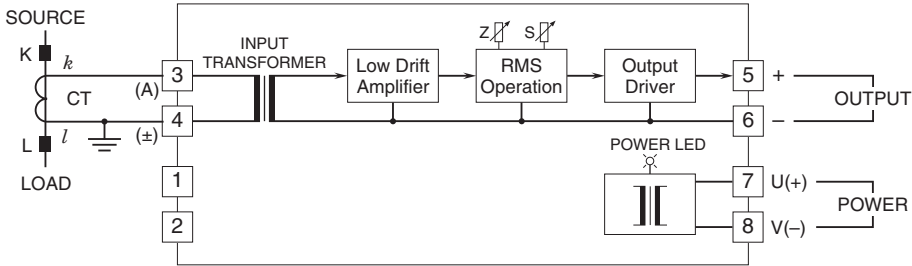 SOURCE
K
k
CT
L
l
LOAD
3
(A)
4
(±)
1
2
INPUT
TRANSFORMER
Low Drift
Amplifier
Z
S
RMS
Operation
Output
Driver
5
+
6
–
OUTPUT
POWER LED
7
U(+)
8
V(–)
POWER